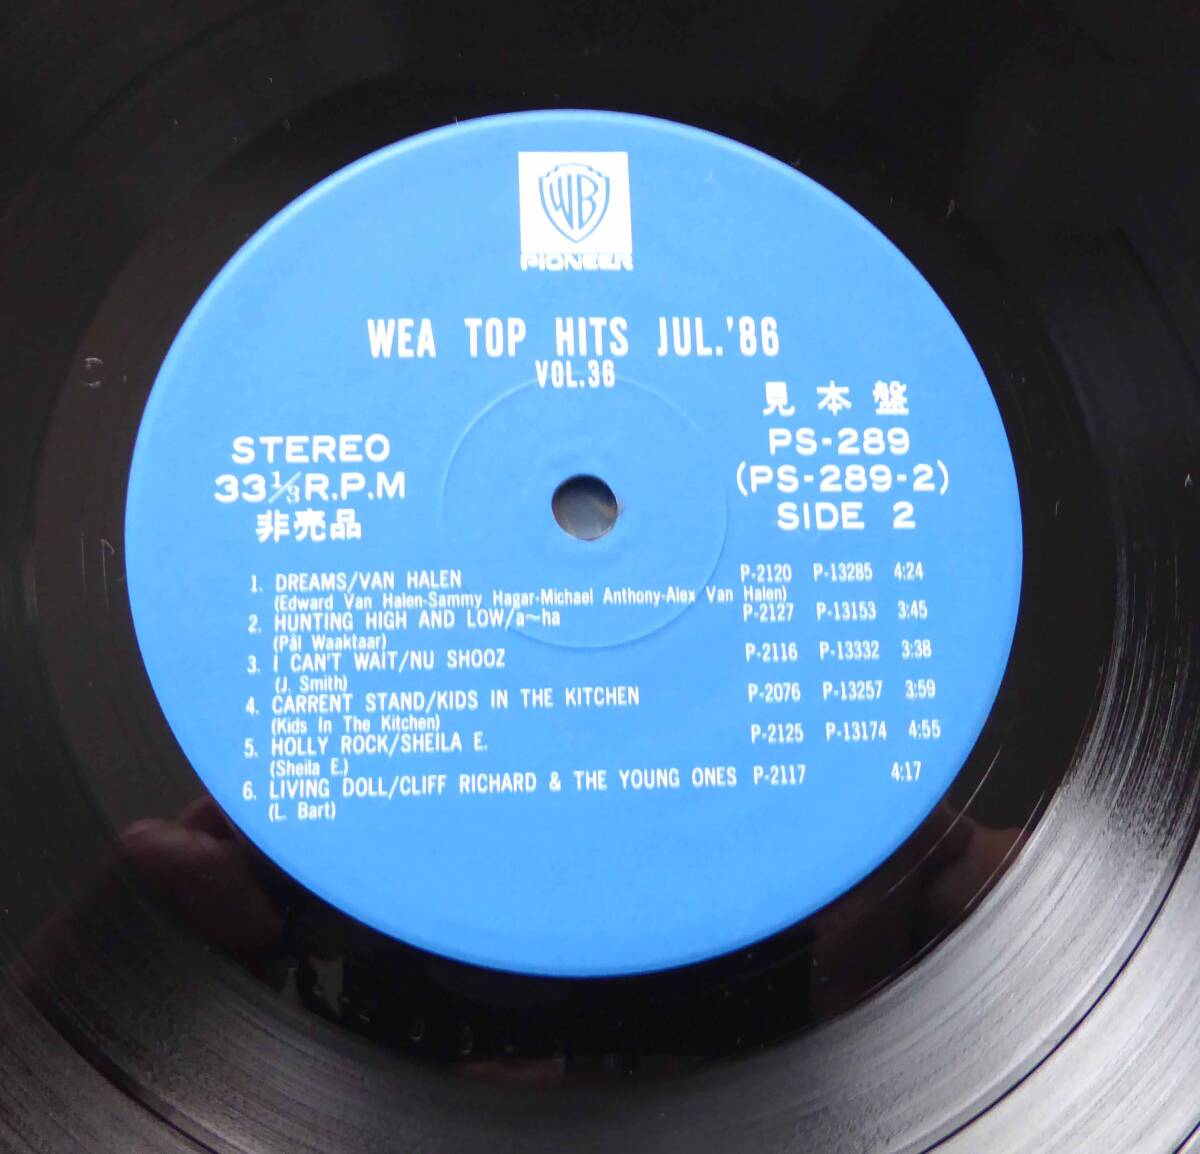 WB
PIONEER
WEA TOP HITS JUL.'86
VOL.36
見本盤
STEREO
PS-289
33⅓ R.P.M
(PS-289-2)
非売品
SIDE 2
1. DREAMS/VAN HALEN P-2120 P-13285 4:24
(Edward Van Halen-Sammy Hagar-Michael Anthony-Alex Van Halen)
2. HUNTING HIGH AND LOW/a~ha P-2127 P-13153 3:45
(Pål Waaktaar)
3. I CAN'T WAIT/NU SHOOZ P-2116 P-13332 3:38
(J. Smith)
4. CARRENT STAND/KIDS IN THE KITCHEN P-2076 P-13257 3:59
(Kids In The Kitchen)
5. HOLLY ROCK/SHEILA E. P-2125 P-13174 4:55
(Sheila E.)
6. LIVING DOLL/CLIFF RICHARD & THE YOUNG ONES P-2117 4:17
(L. Bart)